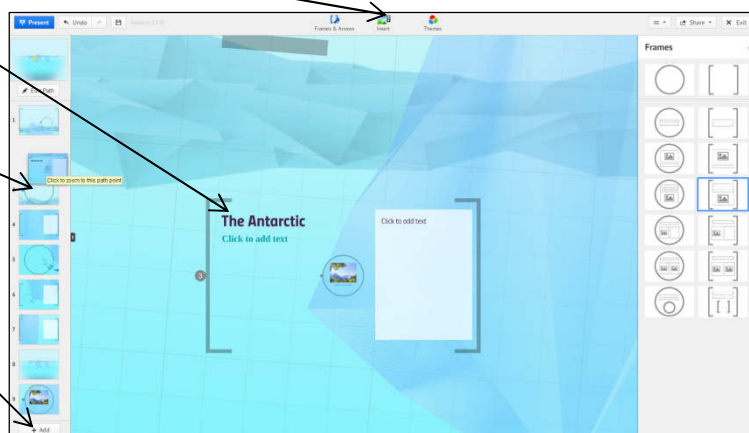 Present
Undo
Frames & Arrows
Insert
Themes
Share
Exit
Frames
Edit Path
1
Click to zoom to this path point
4
5
6
7
8
9
+ Add
The Antarctic
Click to add text
3
Click to add text